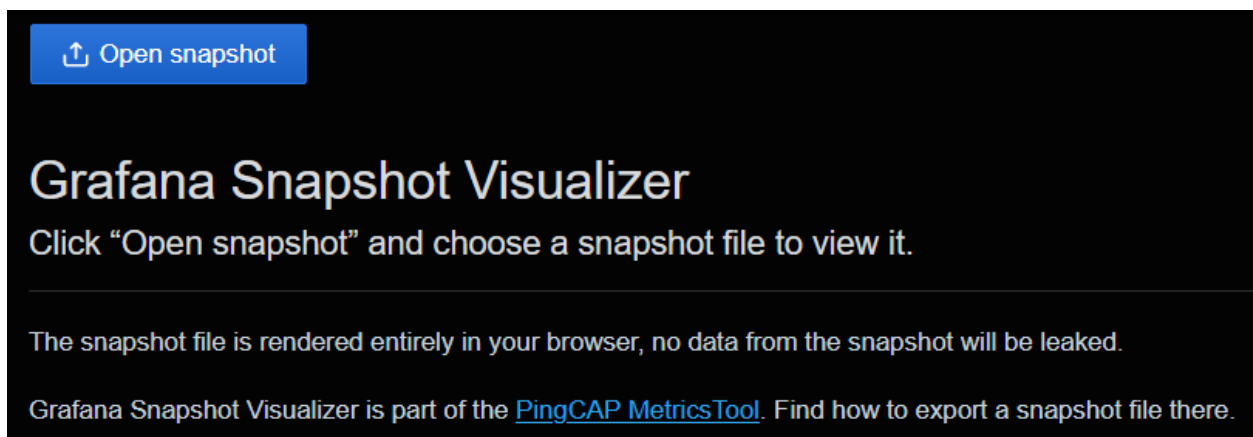 Open snapshot
Grafana Snapshot Visualizer
Click “Open snapshot” and choose a snapshot file to view it.
The snapshot file is rendered entirely in your browser, no data from the snapshot will be leaked.
Grafana Snapshot Visualizer is part of the PingCAP MetricsTool. Find how to export a snapshot file there.